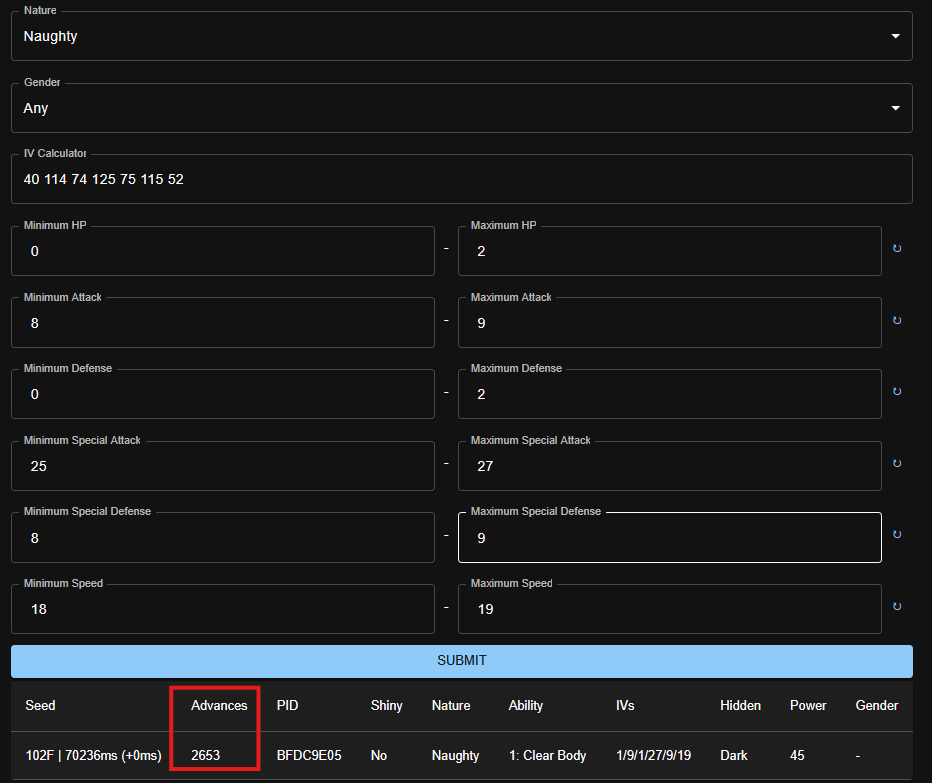 Nature
Naughty
Gender
Any
IV Calculator
40 114 74 125 75 115 52
Minimum HP Maximum HP
0 - 2 ↻
Minimum Attack Maximum Attack
8 - 9 ↻
Minimum Defense Maximum Defense
0 - 2 ↻
Minimum Special Attack Maximum Special Attack
25 - 27 ↻
Minimum Special Defense Maximum Special Defense
8 - 9 ↻
Minimum Speed Maximum Speed
18 - 19 ↻
SUBMIT
Seed Advances PID Shiny Nature Ability IVs Hidden Power Gender
102F | 70236ms (+0ms) 2653 BFDC9E05 No Naughty 1: Clear Body 1/9/1/27/9/19 Dark 45 -